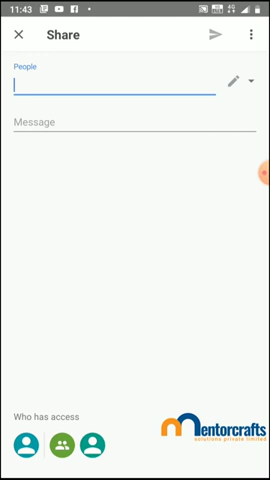 11:43
Share
People
Message
Who has access
mentorcrafts
solutions private limited